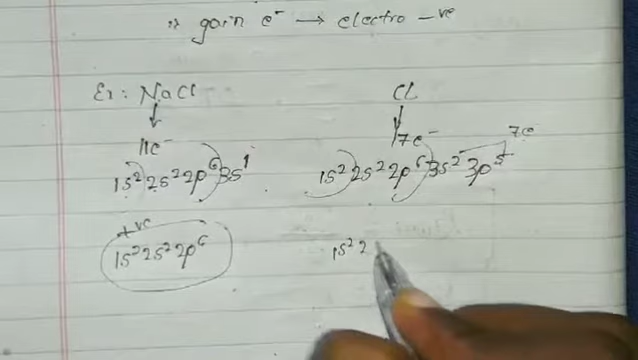 ⇒ gain e⁻ → electro -ve
Ex: NaCl
Cl
11e⁻
17e⁻
7e
1s² 2s² 2p⁶ 3s¹
1s² 2s² 2p⁶ 3s² 3p⁵
+ve
1s² 2s² 2p⁶
1s² 2